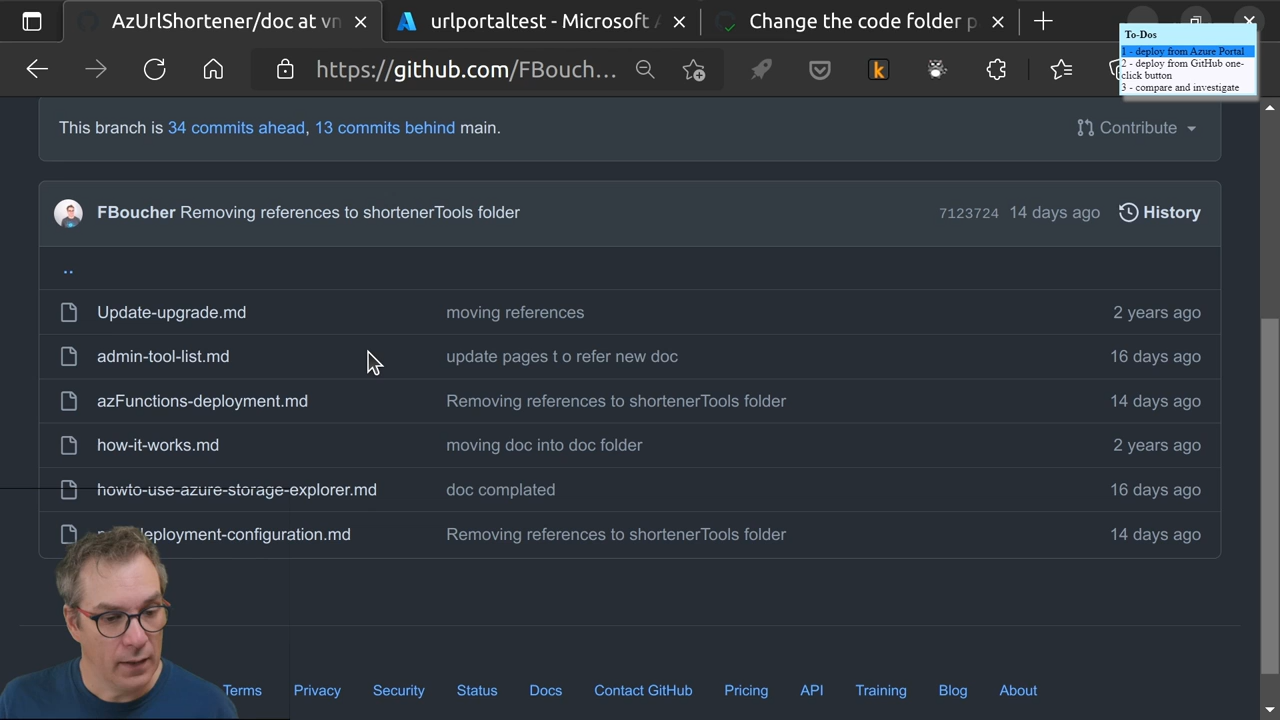 AzUrlShortener/doc at vn
urlportaltest - Microsoft A
Change the code folder p
To-Dos
1 - deploy from Azure Portal
2 - deploy from GitHub one-
click button
3 - compare and investigate
https://github.com/FBouch...
This branch is 34 commits ahead, 13 commits behind main.
Contribute
FBoucher Removing references to shortenerTools folder
7123724 14 days ago History
..
Update-upgrade.md moving references 2 years ago
admin-tool-list.md update pages t o refer new doc 16 days ago
azFunctions-deployment.md Removing references to shortenerTools folder 14 days ago
how-it-works.md moving doc into doc folder 2 years ago
howto-use-azure-storage-explorer.md doc complated 16 days ago
deployment-configuration.md Removing references to shortenerTools folder 14 days ago
Terms Privacy Security Status Docs Contact GitHub Pricing API Training Blog About